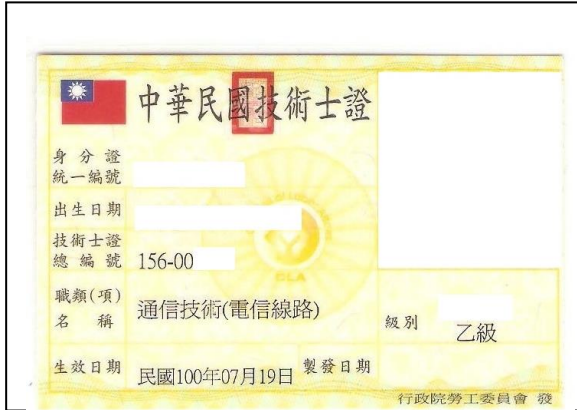 中華民國技術士證
身分證
統一編號
出生日期
技術士證
總編號 156-00
職類(項)
名稱 通信技術(電信線路)
級別 乙級
生效日期 民國100年07月19日 製發日期
行政院勞工委員會 發